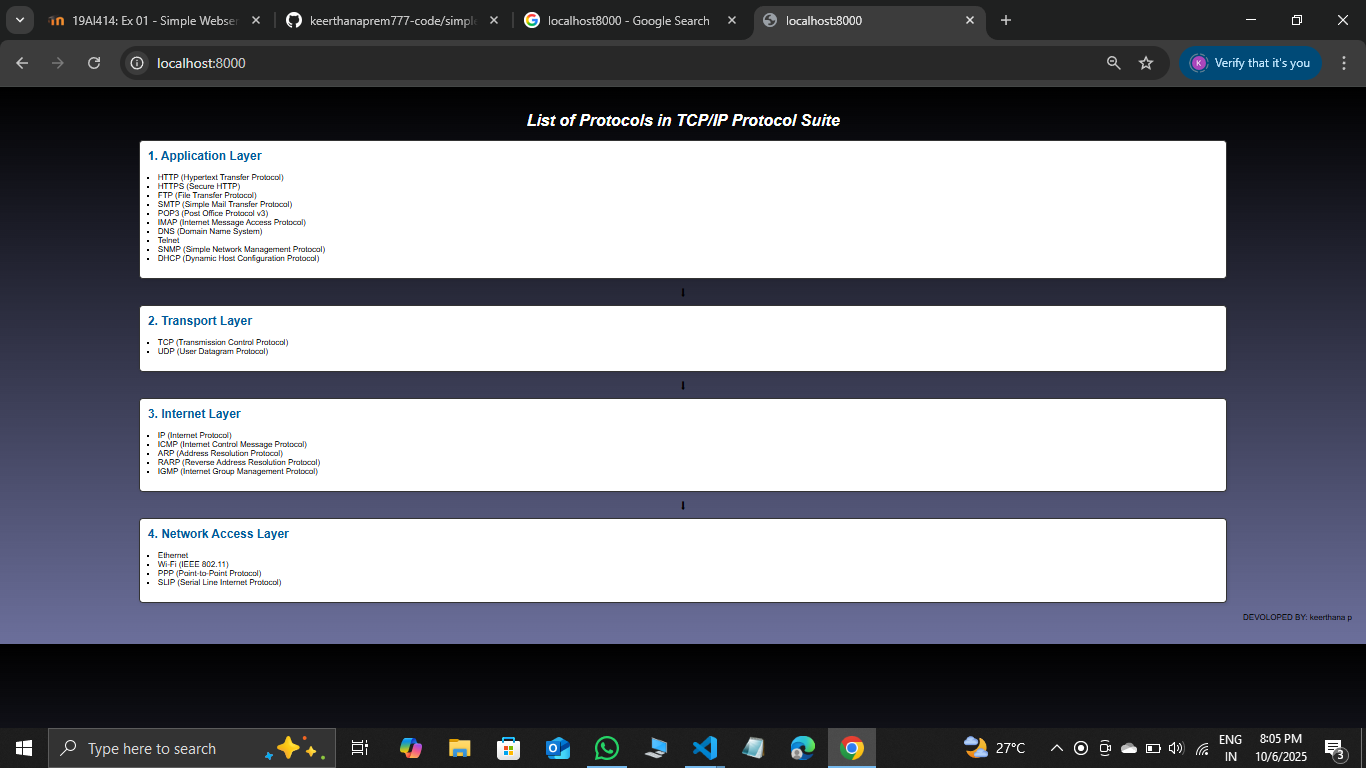 19AI414: Ex 01 - Simple Webser
keerthanaprem777-code/simple
localhost8000 - Google Search
localhost:8000
localhost:8000
K
Verify that it's you
List of Protocols in TCP/IP Protocol Suite
1. Application Layer
HTTP (Hypertext Transfer Protocol)
HTTPS (Secure HTTP)
FTP (File Transfer Protocol)
SMTP (Simple Mail Transfer Protocol)
POP3 (Post Office Protocol v3)
IMAP (Internet Message Access Protocol)
DNS (Domain Name System)
Telnet
SNMP (Simple Network Management Protocol)
DHCP (Dynamic Host Configuration Protocol)
2. Transport Layer
TCP (Transmission Control Protocol)
UDP (User Datagram Protocol)
3. Internet Layer
IP (Internet Protocol)
ICMP (Internet Control Message Protocol)
ARP (Address Resolution Protocol)
RARP (Reverse Address Resolution Protocol)
IGMP (Internet Group Management Protocol)
4. Network Access Layer
Ethernet
Wi-Fi (IEEE 802.11)
PPP (Point-to-Point Protocol)
SLIP (Serial Line Internet Protocol)
DEVOLOPED BY: keerthana p
Type here to search
27°C
ENG
IN
8:05 PM
10/6/2025
3